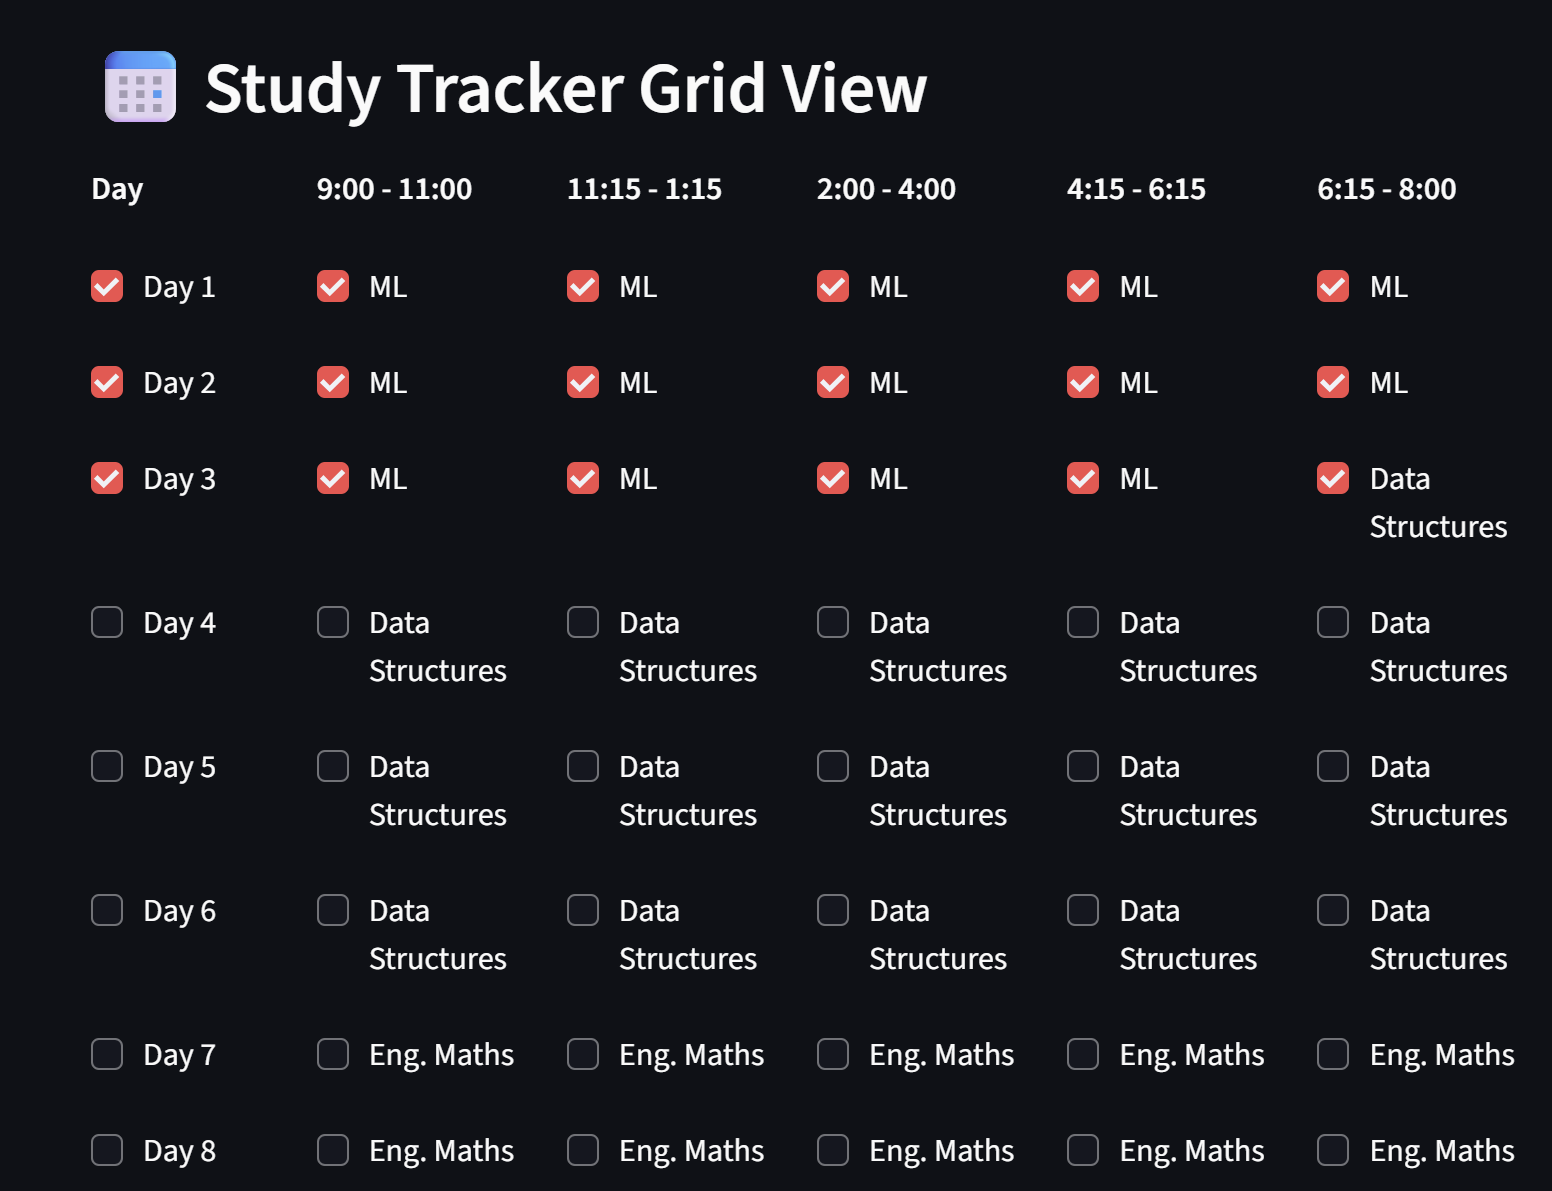 Study Tracker Grid View
Day 9:00 - 11:00 11:15 - 1:15 2:00 - 4:00 4:15 - 6:15 6:15 - 8:00
Day 1 ML ML ML ML ML
Day 2 ML ML ML ML ML
Day 3 ML ML ML ML Data
Structures
Day 4 Data Data Data Data Data
Structures Structures Structures Structures Structures
Day 5 Data Data Data Data Data
Structures Structures Structures Structures Structures
Day 6 Data Data Data Data Data
Structures Structures Structures Structures Structures
Day 7 Eng. Maths Eng. Maths Eng. Maths Eng. Maths Eng. Maths
Day 8 Eng. Maths Eng. Maths Eng. Maths Eng. Maths Eng. Maths